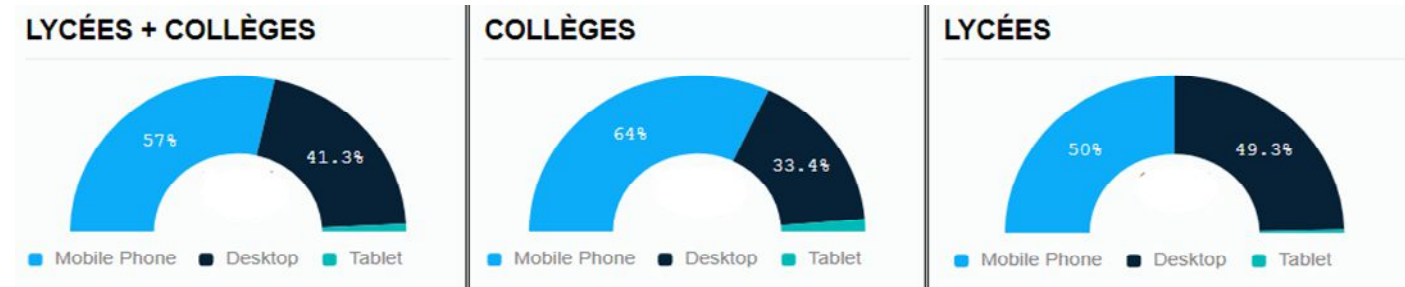 LYCÉES + COLLÈGES
57%
41.3%
Mobile Phone Desktop Tablet
COLLÈGES
64%
33.4%
Mobile Phone Desktop Tablet
LYCÉES
50%
49.3%
Mobile Phone Desktop Tablet